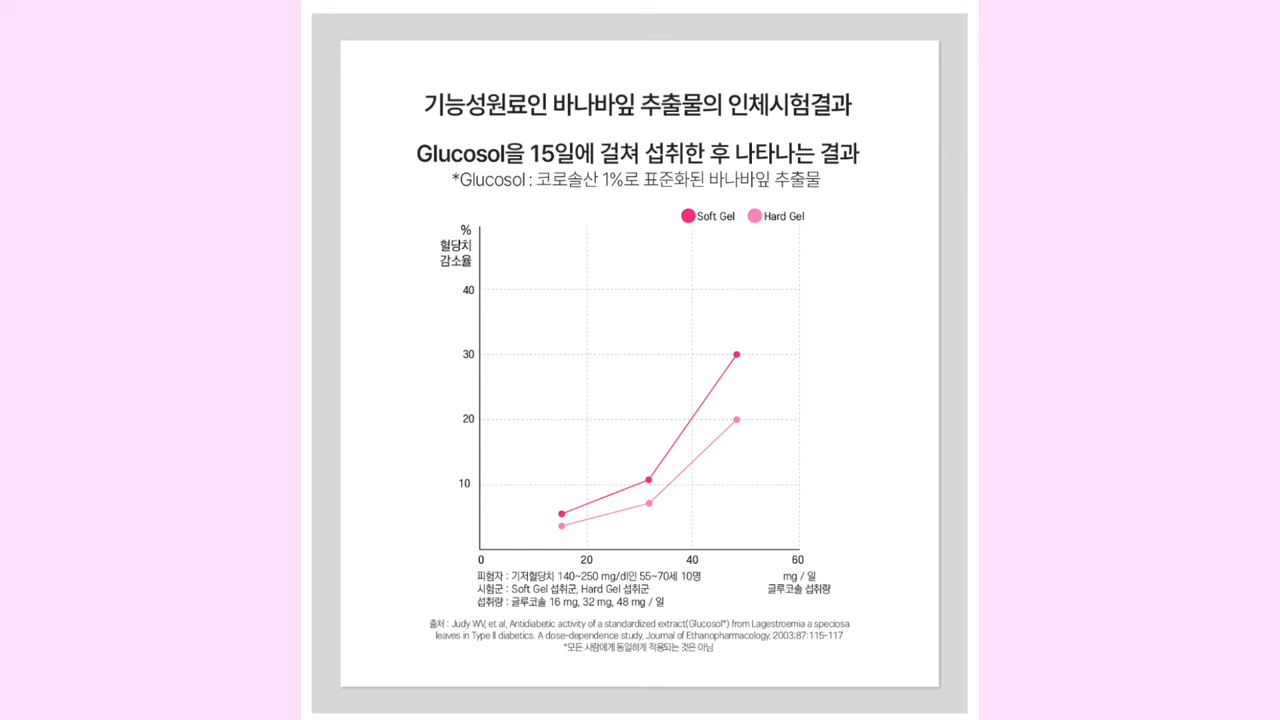 기능성원료인 바나바잎 추출물의 인체시험결과
Glucosol을 15일에 걸쳐 섭취한 후 나타나는 결과
*Glucosol : 코로솔산 1%로 표준화된 바나바잎 추출물
Soft Gel Hard Gel
%
혈당치
감소율
40
30
20
10
0 20 40 60
피험자 : 기저혈당치 140~250 mg/dl인 55~70세 10명
mg / 일
시험군 : Soft Gel 섭취군, Hard Gel 섭취군
글루코솔 섭취량
섭취량 : 글루코솔 16 mg, 32 mg, 48 mg / 일
출처 : Judy WV, et al, Antidiabetic activity of a standardized extract(Glucosol*) from Lagestroemia a speciosa
leaves in Type Ⅱ diabetics. A dose-dependence study. Journal of Ethanopharmacology. 2003:87:115-117
*모든 사람에게 동일하게 적용되는 것은 아님